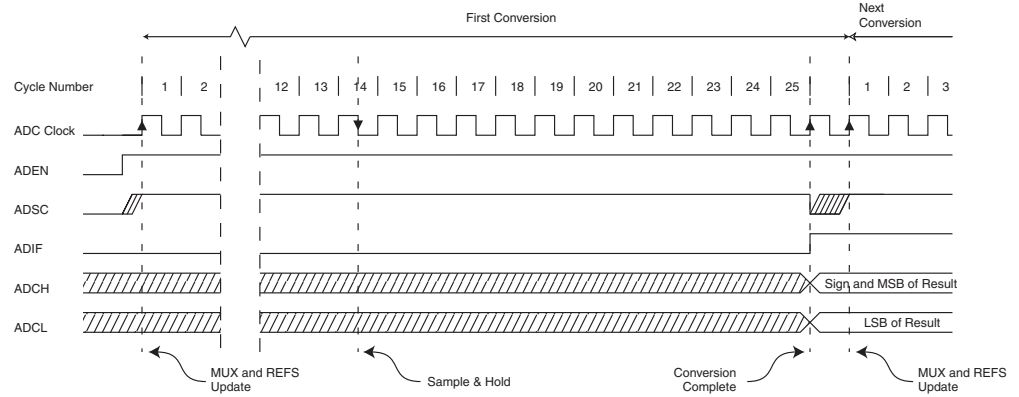 First Conversion
Next
Conversion
Cycle Number 1 2 12 13 14 15 16 17 18 19 20 21 22 23 24 25 1 2 3
ADC Clock
ADEN
ADSC
ADIF
ADCH Sign and MSB of Result
ADCL LSB of Result
MUX and REFS
Update
Sample & Hold
Conversion
Complete
MUX and REFS
Update